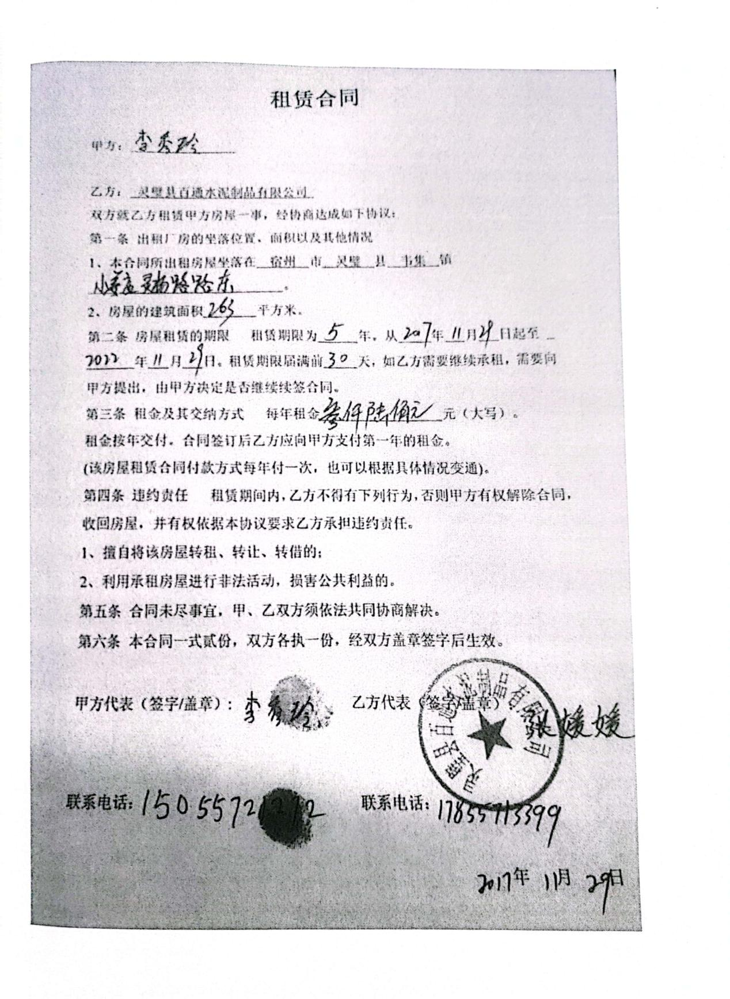 租赁合同
甲方：李秀玲
乙方：灵璧县百通水泥制品有限公司
双方就乙方租赁甲方房屋一事，经协商达成如下协议：
第一条 出租厂房的坐落位置、面积以及其他情况
1、本合同所出租房屋坐落在 宿州 市 灵璧 县 韦集 镇
灵杨路路东。
2、房屋的建筑面积263平方米。
第二条 房屋租赁的期限 租赁期限为5年。从207年11月29日起至
2022年11月29日。租赁期限届满前30天，如乙方需要继续承租，需要向
甲方提出，由甲方决定是否继续续签合同。
第三条 租金及其交纳方式 每年租金叁仟陆佰元元（大写）。
租金按年交付。合同签订后乙方应向甲方支付第一年的租金。
(该房屋租赁合同付款方式每年付一次，也可以根据具体情况变通)。
第四条 违约责任 租赁期间内，乙方不得有下列行为，否则甲方有权解除合同，
收回房屋，并有权依据本协议要求乙方承担违约责任。
1、擅自将该房屋转租、转让、转借的；
2、利用承租房屋进行非法活动，损害公共利益的。
第五条 合同未尽事宜，甲、乙双方须依法共同协商解决。
第六条 本合同一式贰份，双方各执一份，经双方盖章签字后生效。
甲方代表（签字/盖章）：李秀玲 乙方代表（签字/盖章）张媛媛
灵璧县百通水泥制品有限公司
联系电话：15055721272 联系电话：17855713399
2017年 11月 29日